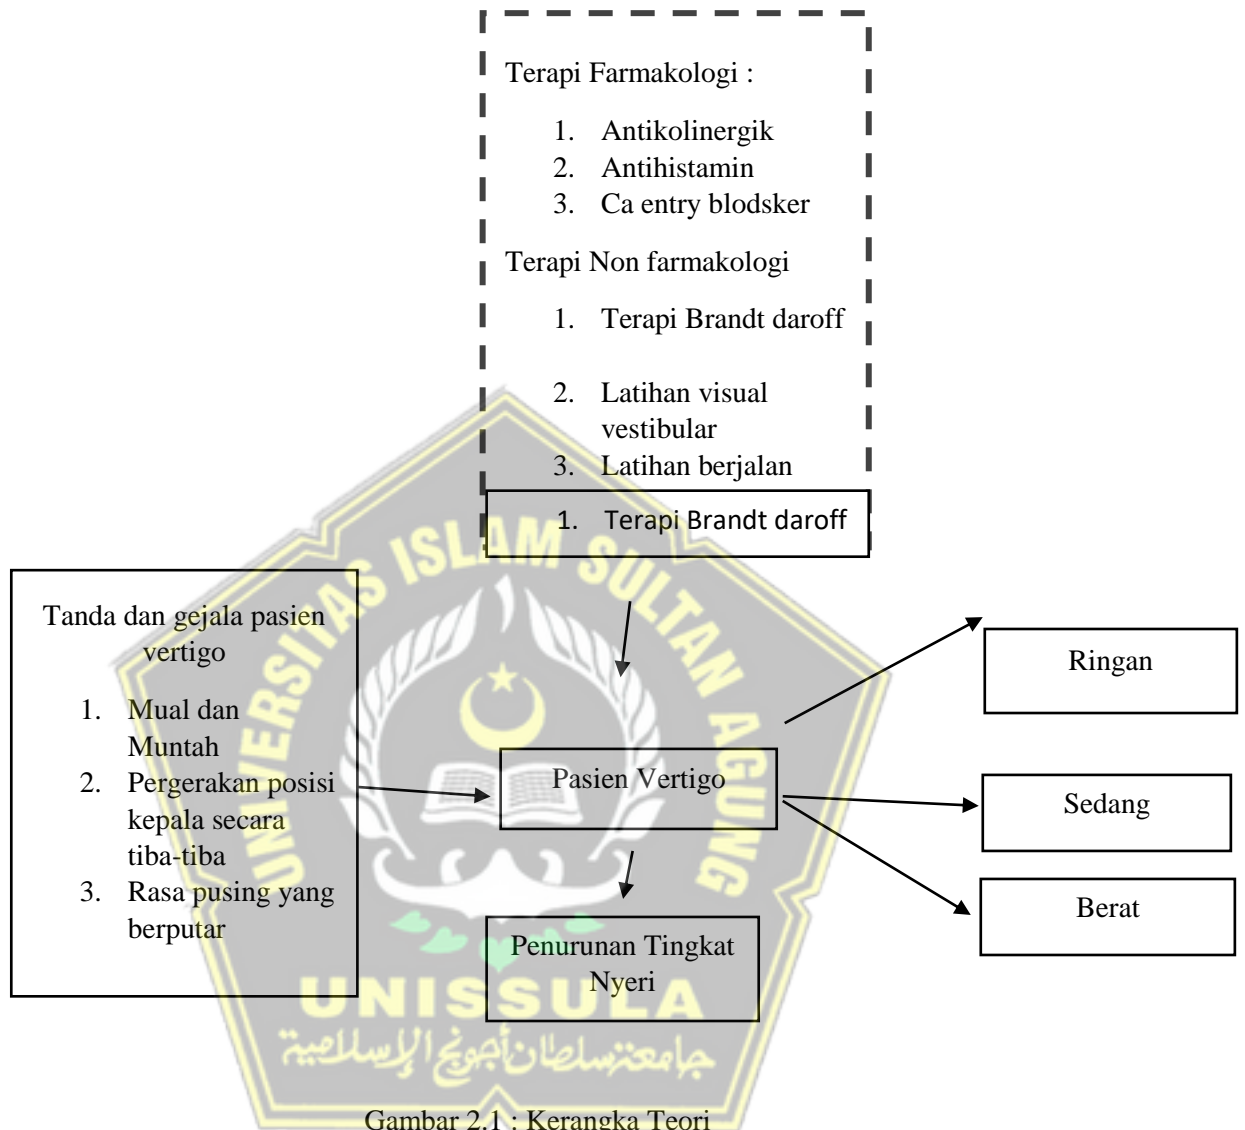 Terapi Farmakologi :
1. Antikolinergik
2. Antihistamin
3. Ca entry blodsker
Terapi Non farmakologi
1. Terapi Brandt daroff
2. Latihan visual
vestibular
3. Latihan berjalan
1. Terapi Brandt daroff
Tanda dan gejala pasien
vertigo
1. Mual dan
Muntah
2. Pergerakan posisi
kepala secara
tiba-tiba
3. Rasa pusing yang
berputar
Pasien Vertigo
Ringan
Sedang
Berat
Penurunan Tingkat
Nyeri
UNIVERSITAS ISLAM SULTAN AGUNG
UNISSULA
جامعتنسلطان أجونج الإسلامية
Gambar 2.1 : Kerangka Teori